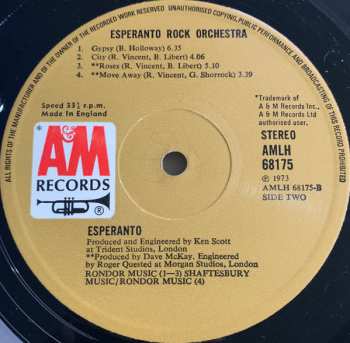 ALL RIGHTS OF THE MANUFACTURER AND OF THE OWNER OF THE RECORDED WORK RESERVED. UNAUTHORISED COPYING, PUBLIC PERFORMANCE AND BROADCASTING OF THIS RECORD PROHIBITED
ESPERANTO ROCK ORCHESTRA
1. Gypsy (B. Holloway) 6.35
2. City (R. Vincent, B. Libert) 4.06
3. **Roses (R. Vincent, B. Libert) 5.10
4. **Move Away (R. Vincent, G. Shorrock) 3.39
Speed 33⅓ r.p.m.
Made in England
*Trademark of
A & M Records Inc
A & M Records Ltd
authorised user.
STEREO
AMLH
68175
A&M
RECORDS
®
℗ 1973
AMLH 68175-B
SIDE TWO
ESPERANTO
Produced and Engineered by Ken Scott
at Trident Studios, London
**Produced by Dave McKay, Engineered
by Roger Quested at Morgan Studios, London
RONDOR MUSIC (1—3) SHAFTESBURY
MUSIC/RONDOR MUSIC (4)